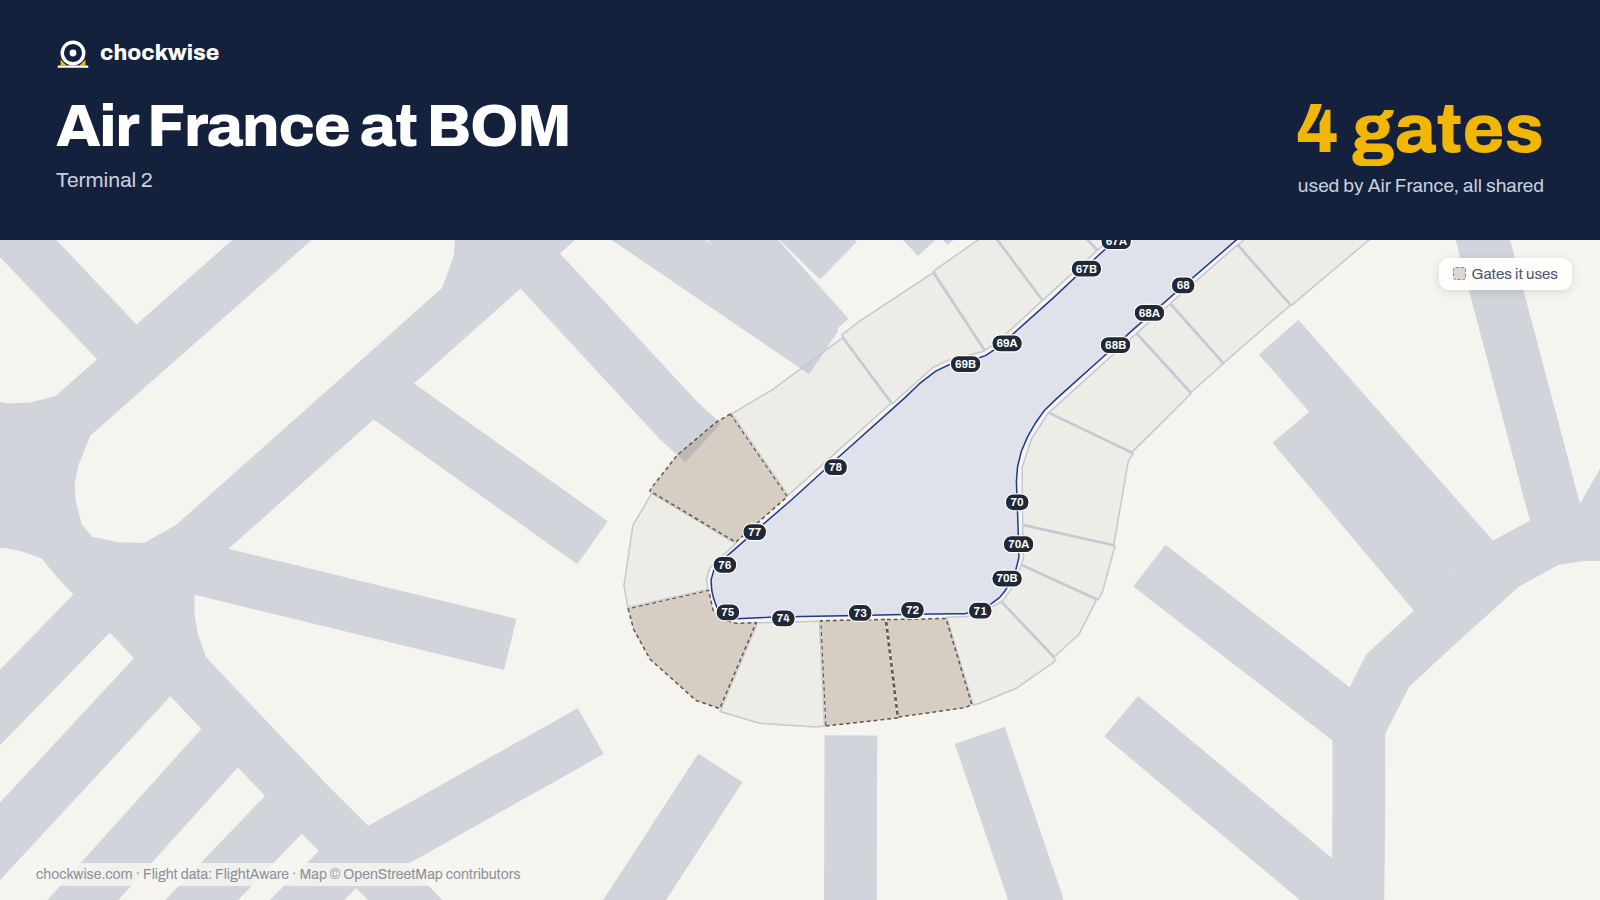 chockwise
Air France at BOM
Terminal 2
4 gates
used by Air France, all shared
Gates it uses
67A
67B
68
68A
68B
69A
69B
70
70A
70B
71
72
73
74
75
76
77
78
chockwise.com · Flight data: FlightAware · Map © OpenStreetMap contributors